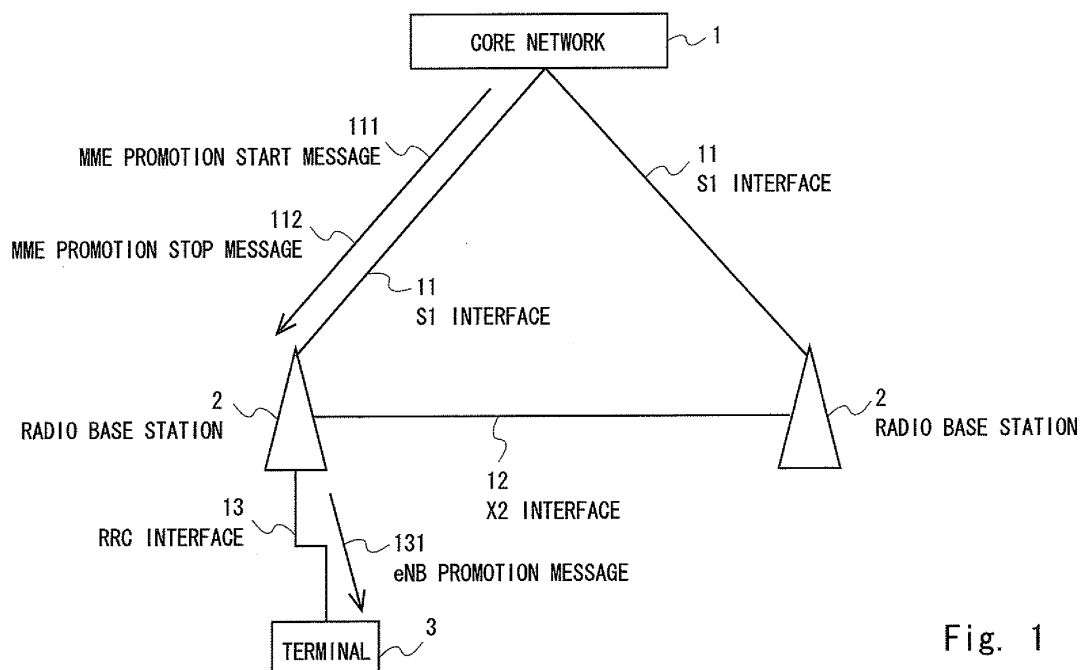 CORE NETWORK
1
111
MME PROMOTION START MESSAGE
11
S1 INTERFACE
112
MME PROMOTION STOP MESSAGE
11
S1 INTERFACE
2
RADIO BASE STATION
2
RADIO BASE STATION
12
X2 INTERFACE
13
RRC INTERFACE
131
eNB PROMOTION MESSAGE
TERMINAL
3
Fig. 1